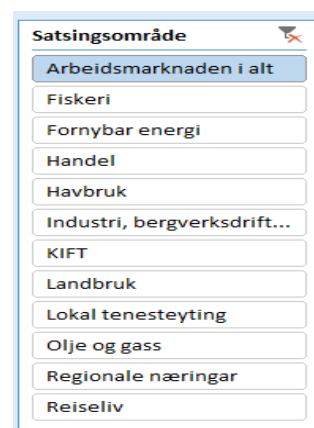 Satsingsområde
Arbeidsmarknaden i alt
Fiskeri
Fornybar energi
Handel
Havbruk
Industri, bergverksdrift...
KIFT
Landbruk
Lokal tenesteyting
Olje og gass
Regionale næringar
Reiseliv